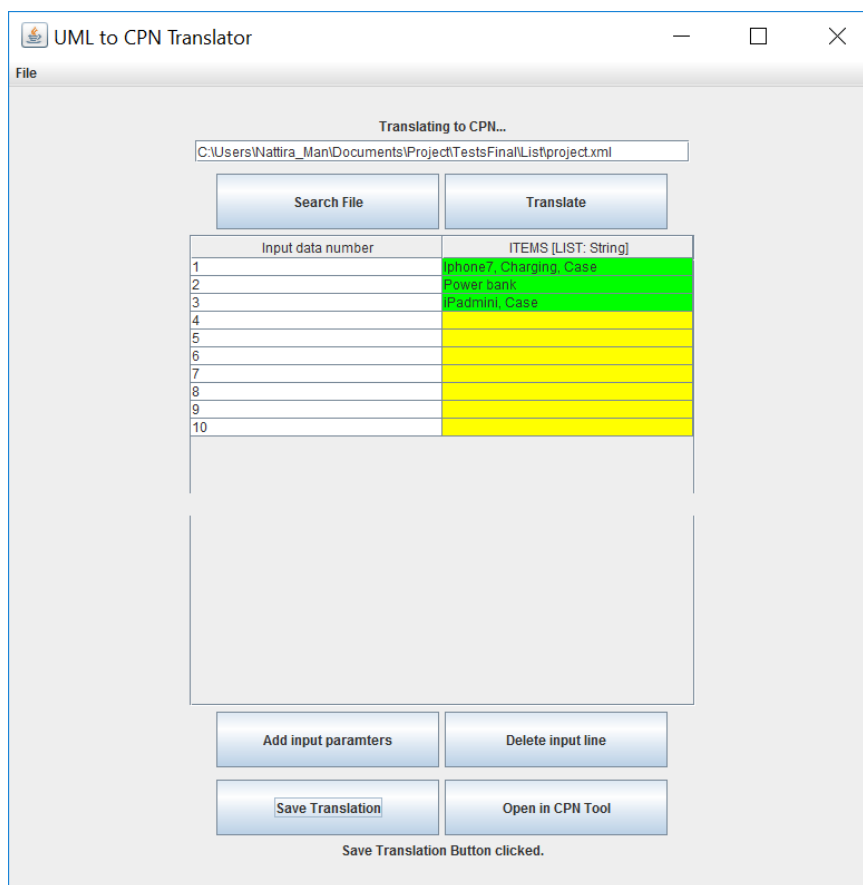 UML to CPN Translator
File
Translating to CPN...
C:\Users\Nattira_Man\Documents\Project\TestsFinal\List\project.xml
Search File Translate
Input data number ITEMS [LIST: String]
1 Iphone7, Charging, Case
2 Power bank
3 iPadmini, Case
4
5
6
7
8
9
10
Add input paramters Delete input line
Save Translation Open in CPN Tool
Save Translation Button clicked.